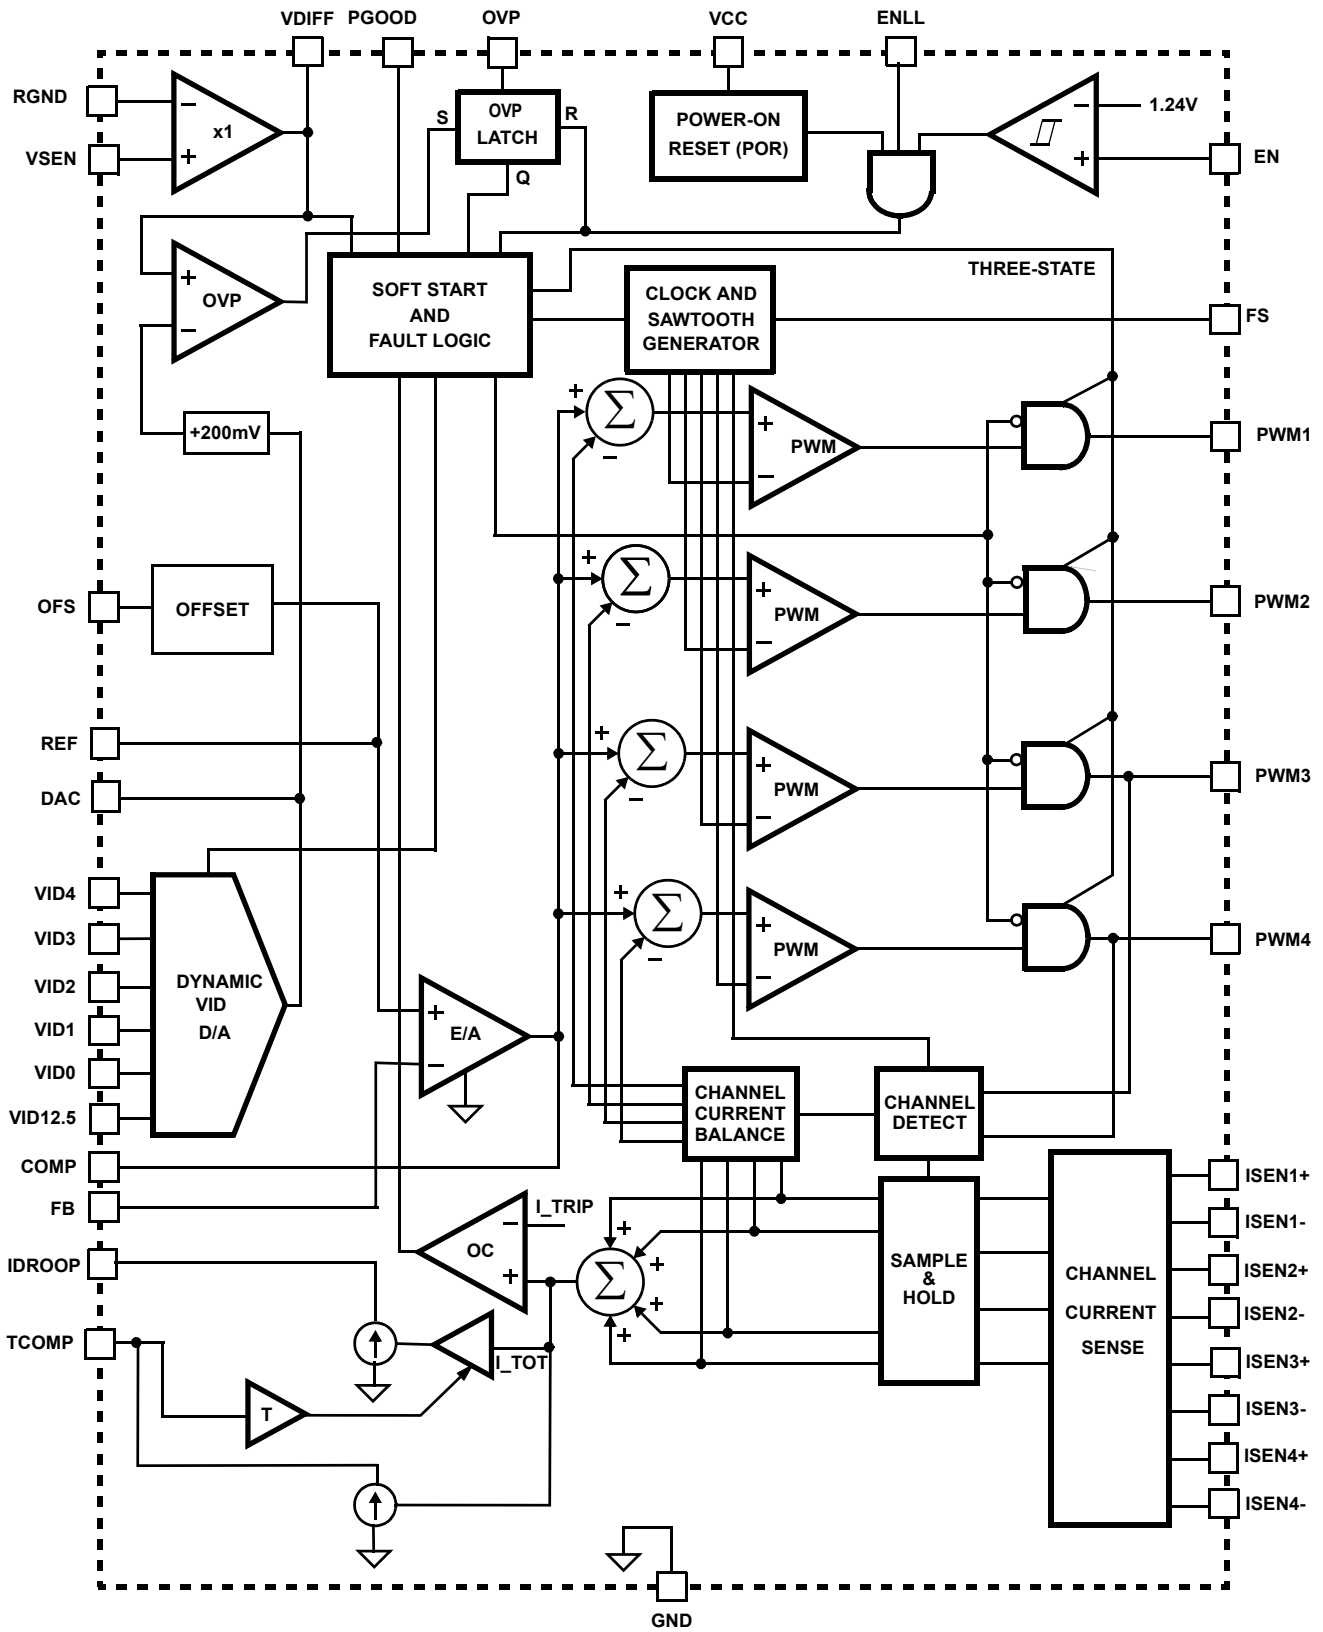 VDIFF PGOOD OVP VCC ENLL
RGND
VSEN
−
x1
+
S
OVP
LATCH
R
Q
POWER-ON
RESET (POR)
−
+
1.24V
EN
+
OVP
−
SOFT START
AND
FAULT LOGIC
THREE-STATE
CLOCK AND
SAWTOOTH
GENERATOR
FS
+200mV
+
Σ
−
+
PWM
−
PWM1
OFS
OFFSET
+
Σ
−
+
PWM
−
PWM2
REF
DAC
+
Σ
−
+
PWM
−
PWM3
VID4
VID3
VID2
VID1
VID0
VID12.5
DYNAMIC
VID
D/A
+
Σ
−
+
PWM
−
PWM4
+
E/A
−
CHANNEL
CURRENT
BALANCE
CHANNEL
DETECT
COMP
FB
IDROOP
TCOMP
I_TRIP
−
OC
+
I_TOT
T
+
+
Σ
+
+
SAMPLE
&
HOLD
CHANNEL
CURRENT
SENSE
ISEN1+
ISEN1-
ISEN2+
ISEN2-
ISEN3+
ISEN3-
ISEN4+
ISEN4-
GND